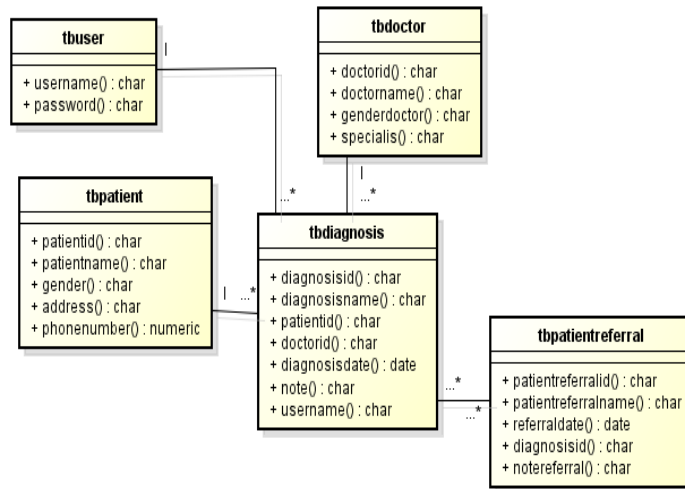 tbuser
+ username() : char
+ password() : char
l
...*
tbdoctor
+ doctorid() : char
+ doctorname() : char
+ genderdoctor() : char
+ specialis() : char
l
...*
tbpatient
+ patientid() : char
+ patientname() : char
+ gender() : char
+ address() : char
+ phonenumber() : numeric
l
...*
tbdiagnosis
+ diagnosisid() : char
+ diagnosisname() : char
+ patientid() : char
+ doctorid() : char
+ diagnosisdate() : date
+ note() : char
+ username() : char
...*
...*
tbpatientreferral
+ patientreferralid() : char
+ patientreferralname() : char
+ referraldate() : date
+ diagnosisid() : char
+ notereferral() : char